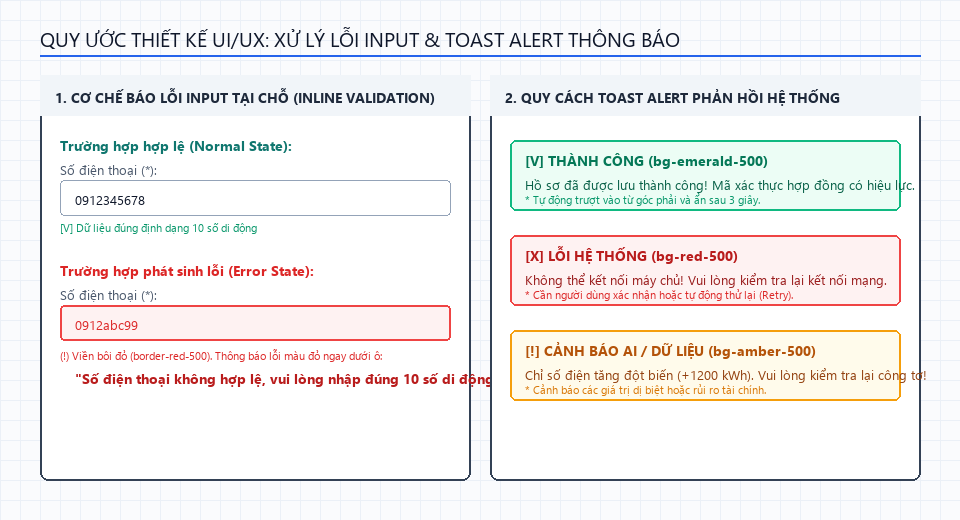 QUY ƯỚC THIẾT KẾ UI/UX: XỬ LÝ LỖI INPUT & TOAST ALERT THÔNG BÁO
1. CƠ CHẾ BÁO LỖI INPUT TẠI CHỖ (INLINE VALIDATION)
Trường hợp hợp lệ (Normal State):
Số điện thoại (*):
0912345678
[V] Dữ liệu đúng định dạng 10 số di động
Trường hợp phát sinh lỗi (Error State):
Số điện thoại (*):
0912abc99
(!) Viền bôi đỏ (border-red-500). Thông báo lỗi màu đỏ ngay dưới ô:
"Số điện thoại không hợp lệ, vui lòng nhập đúng 10 số di động
2. QUY CÁCH TOAST ALERT PHẢN HỒI HỆ THỐNG
[V] THÀNH CÔNG (bg-emerald-500)
Hồ sơ đã được lưu thành công! Mã xác thực hợp đồng có hiệu lực.
* Tự động trượt vào từ góc phải và ẩn sau 3 giây.
[X] LỖI HỆ THỐNG (bg-red-500)
Không thể kết nối máy chủ! Vui lòng kiểm tra lại kết nối mạng.
* Cần người dùng xác nhận hoặc tự động thử lại (Retry).
[!] CẢNH BÁO AI / DỮ LIỆU (bg-amber-500)
Chỉ số điện tăng đột biến (+1200 kWh). Vui lòng kiểm tra lại công tơ!
* Cảnh báo các giá trị dị biệt hoặc rủi ro tài chính.